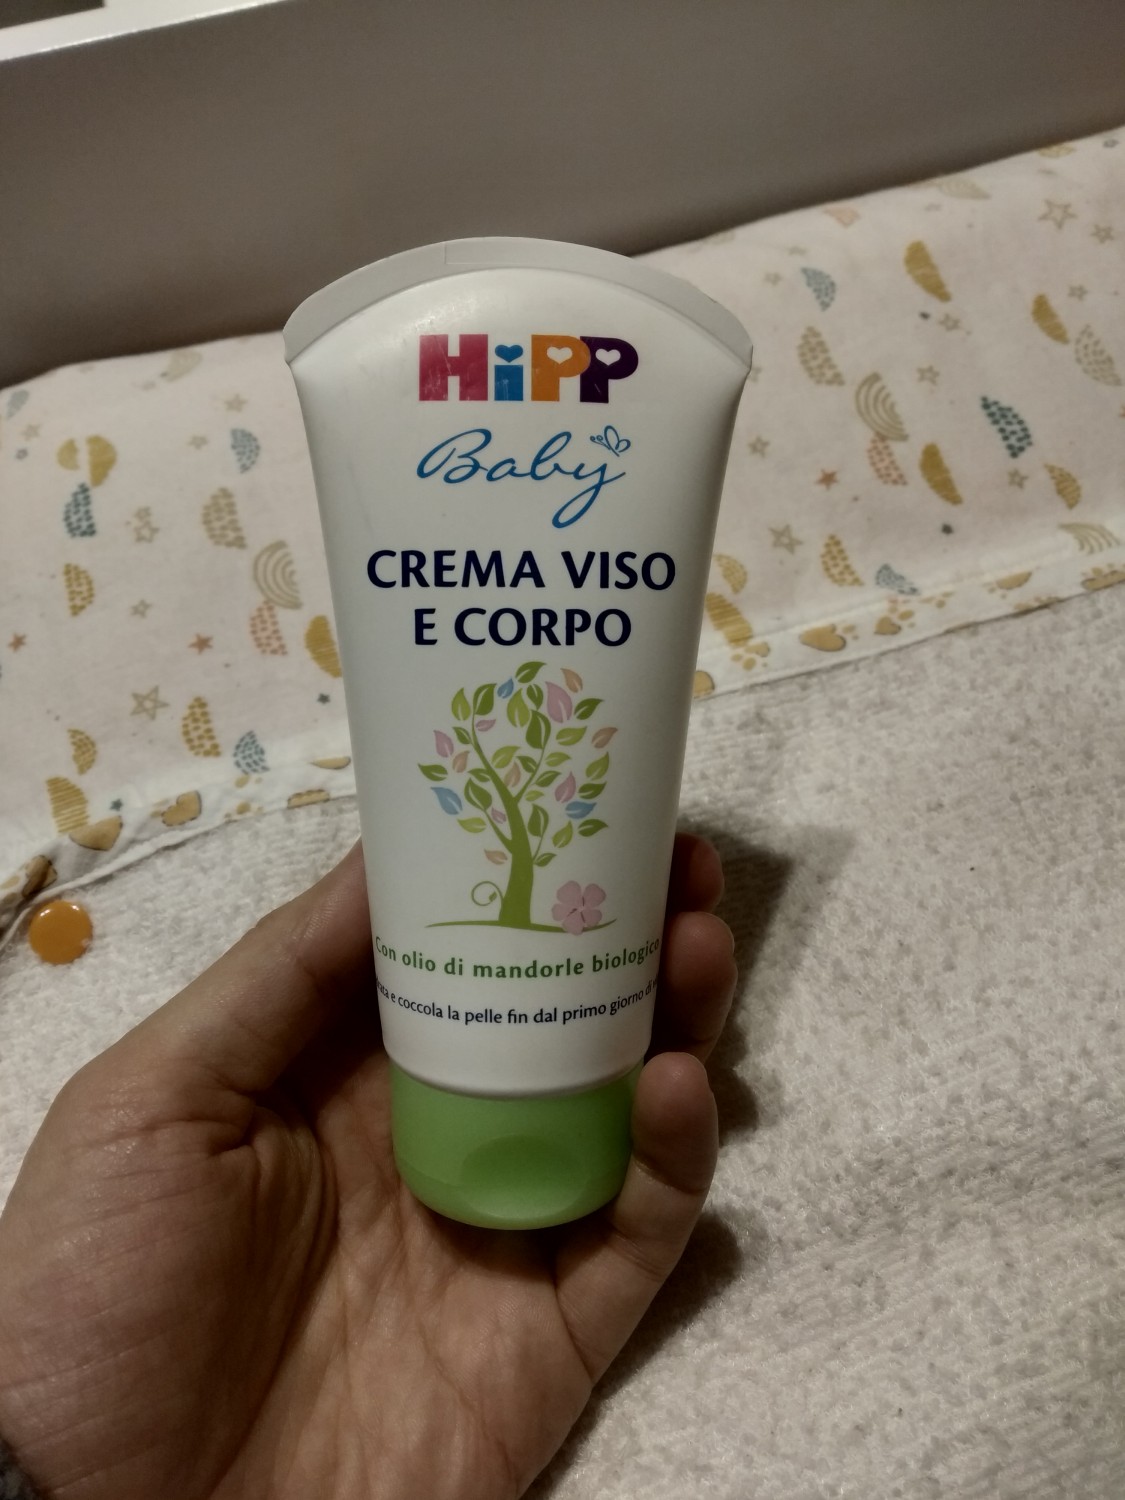 HiPP
Baby
CREMA VISO
E CORPO
Con olio di mandorle biologico
e coccola la pelle fin dal primo giorno di